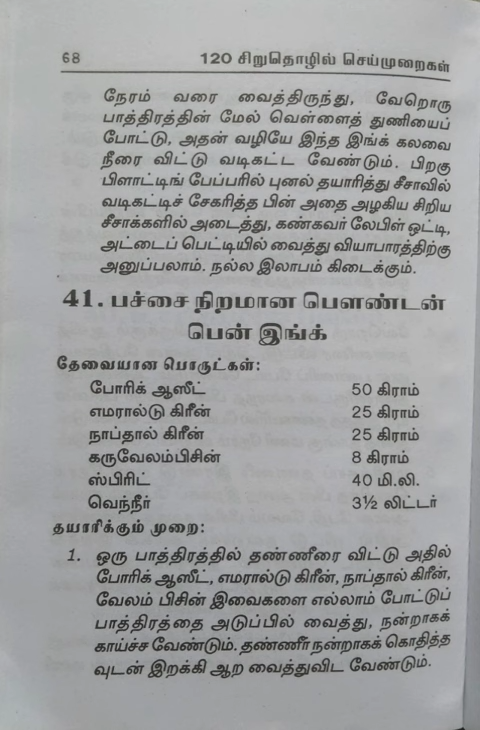 68 120 சிறுதொழில் செய்முறைகள்
நேரம் வரை வைத்திருந்து, வேறொரு
பாத்திரத்தின் மேல் வெள்ளைத் துணியைப்
போட்டு, அதன் வழியே இந்த இங்க் கலவை
நீரை விட்டு வடிகட்ட வேண்டும். பிறகு
பிளாட்டிங் பேப்பரில் புனல் தயாரித்து சீசாவில்
வடிகட்டிச் சேகரித்த பின் அதை அழகிய சிறிய
சீசாக்களில் அடைத்து, கண்கவர் லேபிள் ஒட்டி,
அட்டைப் பெட்டியில் வைத்து வியாபாரத்திற்கு
அனுப்பலாம். நல்ல இலாபம் கிடைக்கும்.
41. பச்சை நிறமான பௌண்டன்
பென் இங்க்
தேவையான பொருட்கள்:
போரிக் ஆஸீட் 50 கிராம்
எமரால்டு கிரீன் 25 கிராம்
நாப்தால் கிரீன் 25 கிராம்
கருவேலம்பிசின் 8 கிராம்
ஸ்பிரிட் 40 மி.லி.
வெந்நீர் 3½ லிட்டர்
தயாரிக்கும் முறை:
1. ஒரு பாத்திரத்தில் தண்ணீரை விட்டு அதில்
போரிக் ஆஸீட், எமரால்டு கிரீன், நாப்தால் கிரீன்,
வேலம் பிசின் இவைகளை எல்லாம் போட்டுப்
பாத்திரத்தை அடுப்பில் வைத்து, நன்றாகக்
காய்ச்ச வேண்டும். தண்ணீர் நன்றாகக் கொதித்த
வுடன் இறக்கி ஆற வைத்துவிட வேண்டும்.